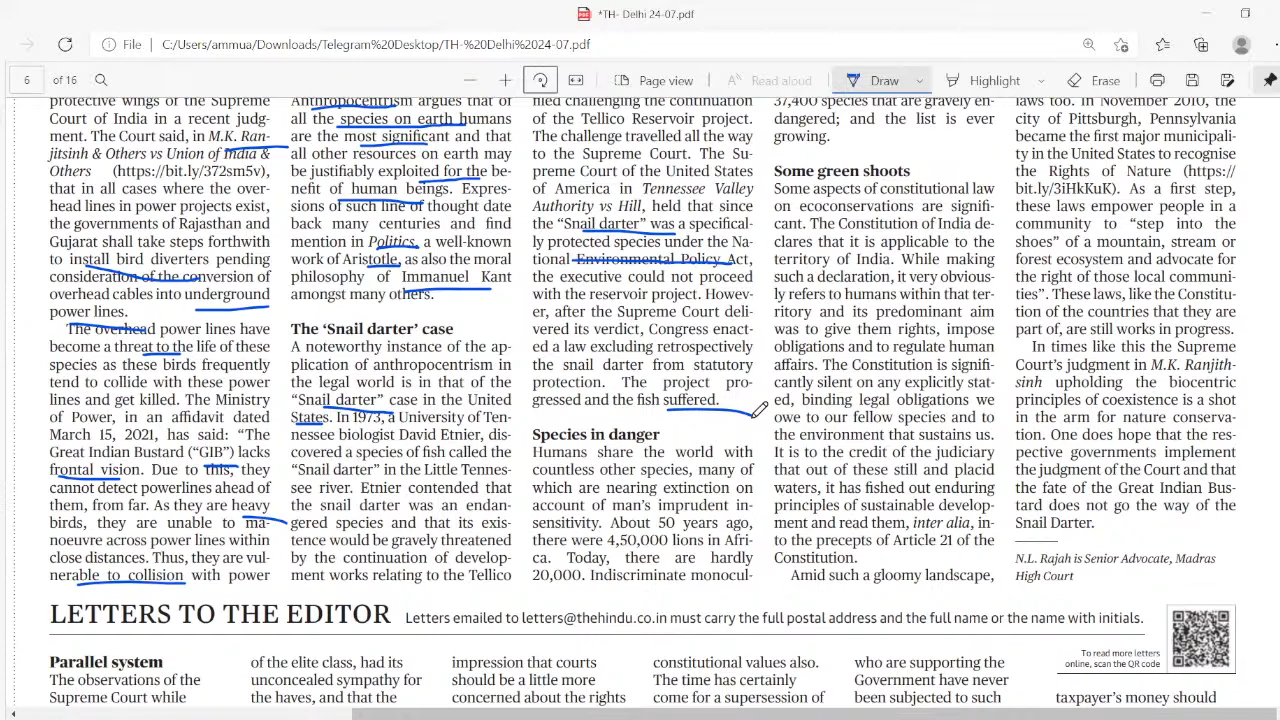 *TH- Delhi 24-07.pdf
File
C:/Users/ammua/Downloads/Telegram%20Desktop/TH-%20Delhi%2024-07.pdf
6 of 16
Page view
Read aloud
Draw
Highlight
Erase
protective wings of the Supreme
Court of India in a recent judg-
ment. The Court said, in M.K. Ran-
jitsinh & Others vs Union of India &
Others (https://bit.ly/372sm5v),
that in all cases where the over-
head lines in power projects exist,
the governments of Rajasthan and
Gujarat shall take steps forthwith
to install bird diverters pending
consideration of the conversion of
overhead cables into underground
power lines.
The overhead power lines have
become a threat to the life of these
species as these birds frequently
tend to collide with these power
lines and get killed. The Ministry
of Power, in an affidavit dated
March 15, 2021, has said: “The
Great Indian Bustard (“GIB”) lacks
frontal vision. Due to this, they
cannot detect powerlines ahead of
them, from far. As they are heavy
birds, they are unable to ma-
noeuvre across power lines within
close distances. Thus, they are vul-
nerable to collision with power
Anthropocentrism argues that of
all the species on earth humans
are the most significant and that
all other resources on earth may
be justifiably exploited for the be-
nefit of human beings. Expres-
sions of such line of thought date
back many centuries and find
mention in Politics, a well-known
work of Aristotle, as also the moral
philosophy of Immanuel Kant
amongst many others.
The ‘Snail darter’ case
A noteworthy instance of the ap-
plication of anthropocentrism in
the legal world is in that of the
“Snail darter” case in the United
States. In 1973, a University of Ten-
nessee biologist David Etnier, dis-
covered a species of fish called the
“Snail darter” in the Little Tennes-
see river. Etnier contended that
the snail darter was an endan-
gered species and that its exis-
tence would be gravely threatened
by the continuation of develop-
ment works relating to the Tellico
filed challenging the continuation
of the Tellico Reservoir project.
The challenge travelled all the way
to the Supreme Court. The Su-
preme Court of the United States
of America in Tennessee Valley
Authority vs Hill, held that since
the “Snail darter” was a specifical-
ly protected species under the Na-
tional Environmental Policy Act,
the executive could not proceed
with the reservoir project. Howev-
er, after the Supreme Court deli-
vered its verdict, Congress enact-
ed a law excluding retrospectively
the snail darter from statutory
protection. The project pro-
gressed and the fish suffered.
Species in danger
Humans share the world with
countless other species, many of
which are nearing extinction on
account of man’s imprudent in-
sensitivity. About 50 years ago,
there were 4,50,000 lions in Afri-
ca. Today, there are hardly
20,000. Indiscriminate monocul-
37,400 species that are gravely en-
dangered; and the list is ever
growing.
Some green shoots
Some aspects of constitutional law
on ecoconservations are signifi-
cant. The Constitution of India de-
clares that it is applicable to the
territory of India. While making
such a declaration, it very obvious-
ly refers to humans within that ter-
ritory and its predominant aim
was to give them rights, impose
obligations and to regulate human
affairs. The Constitution is signifi-
cantly silent on any explicitly stat-
ed, binding legal obligations we
owe to our fellow species and to
the environment that sustains us.
It is to the credit of the judiciary
that out of these still and placid
waters, it has fished out enduring
principles of sustainable develop-
ment and read them, inter alia, in-
to the precepts of Article 21 of the
Constitution.
Amid such a gloomy landscape,
laws too. In November 2010, the
city of Pittsburgh, Pennsylvania
became the first major municipali-
ty in the United States to recognise
the Rights of Nature (https://
bit.ly/3iHkKuK). As a first step,
these laws empower people in a
community to “step into the
shoes” of a mountain, stream or
forest ecosystem and advocate for
the right of those local communi-
ties”. These laws, like the Constitu-
tion of the countries that they are
part of, are still works in progress.
In times like this the Supreme
Court’s judgment in M.K. Ranjith-
sinh upholding the biocentric
principles of coexistence is a shot
in the arm for nature conserva-
tion. One does hope that the res-
pective governments implement
the judgment of the Court and that
the fate of the Great Indian Bus-
tard does not go the way of the
Snail Darter.
N.L. Rajah is Senior Advocate, Madras
High Court
LETTERS TO THE EDITOR Letters emailed to letters@thehindu.co.in must carry the full postal address and the full name or the name with initials.
To read more letters
online, scan the QR code
Parallel system
The observations of the
Supreme Court while
of the elite class, had its
unconcealed sympathy for
the haves, and that the
impression that courts
should be a little more
concerned about the rights
constitutional values also.
The time has certainly
come for a supersession of
who are supporting the
Government have never
been subjected to such
taxpayer’s money should